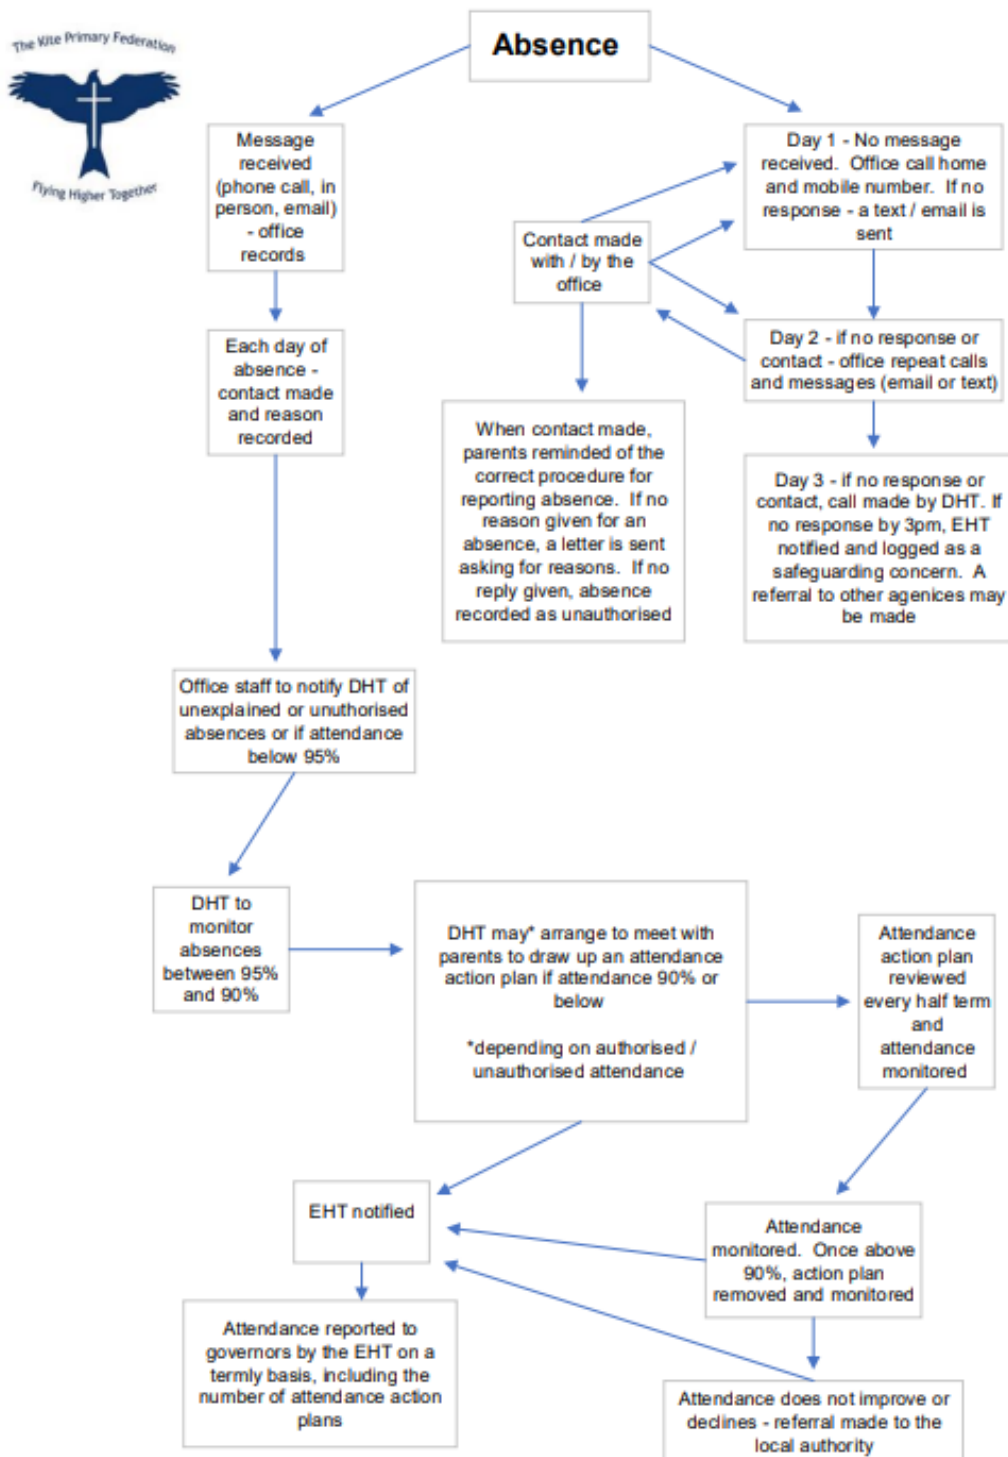 The Kite Primary Federation
Flying Higher Together
Absence
Message
received
(phone call, in
person, email)
- office
records
Day 1 - No message
received. Office call home
and mobile number. If no
response - a text / email is
sent
Contact made
with / by the
office
Each day of
absence -
contact made
and reason
recorded
Day 2 - if no response or
contact - office repeat calls
and messages (email or text)
When contact made,
parents reminded of the
correct procedure for
reporting absence. If no
reason given for an
absence, a letter is sent
asking for reasons. If no
reply given, absence
recorded as unauthorised
Day 3 - if no response or
contact, call made by DHT. If
no response by 3pm, EHT
notified and logged as a
safeguarding concern. A
referral to other agenices may
be made
Office staff to notify DHT of
unexplained or unuthorised
absences or if attendance
below 95%
DHT to
monitor
absences
between 95%
and 90%
DHT may* arrange to meet with
parents to draw up an attendance
action plan if attendance 90% or
below
*depending on authorised /
unauthorised attendance
Attendance
action plan
reviewed
every half term
and
attendance
monitored
EHT notified
Attendance
monitored. Once above
90%, action plan
removed and monitored
Attendance reported to
governors by the EHT on a
termly basis, including the
number of attendance action
plans
Attendance does not improve or
declines - referral made to the
local authority